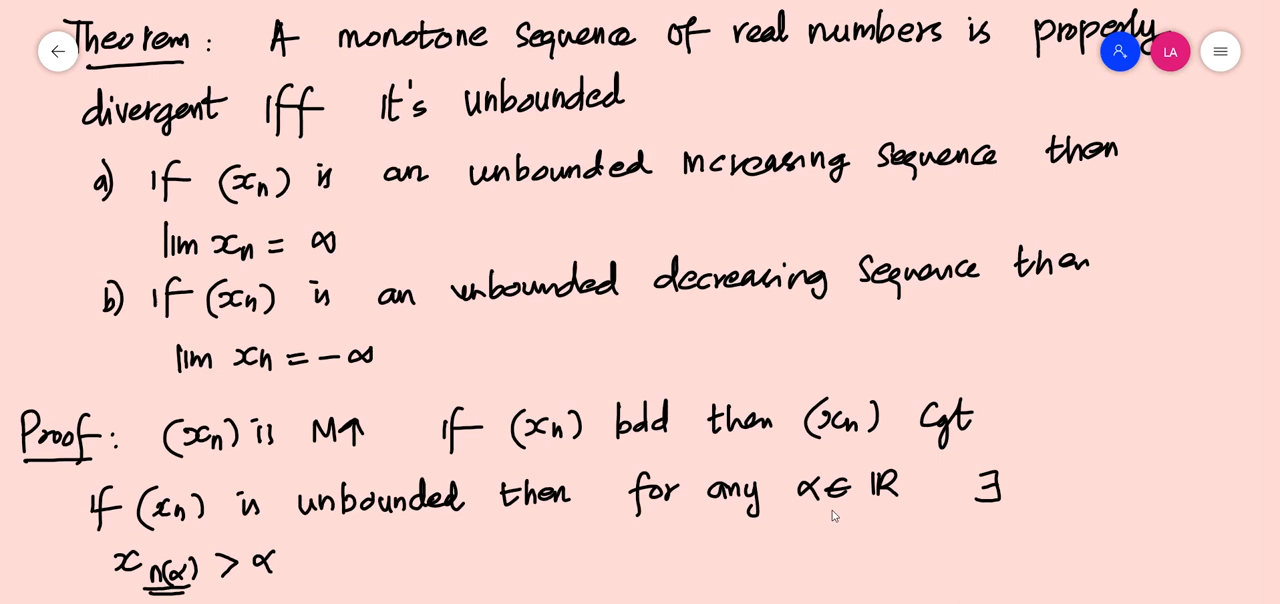 Theorem: A monotone sequence of real numbers is properly
LA
divergent iff it's unbounded
a) if (xₙ) is an unbounded increasing sequence then
lim xₙ = ∞
b) if (xₙ) is an unbounded decreasing sequence then
lim xₙ = -∞
Proof: (xₙ) is M↑ if (xₙ) bdd then (xₙ) cgt
if (xₙ) is unbounded then for any α ∈ ℝ ∃
x_{n(α)} > α